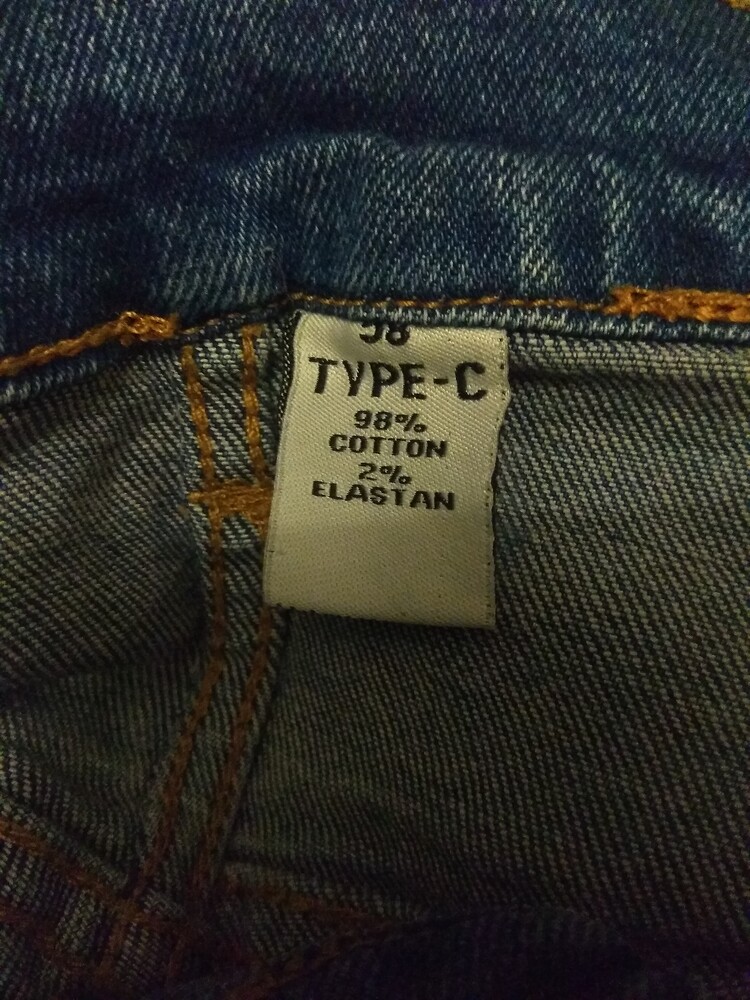 TYPE-C
98%
COTTON
2%
ELASTAN